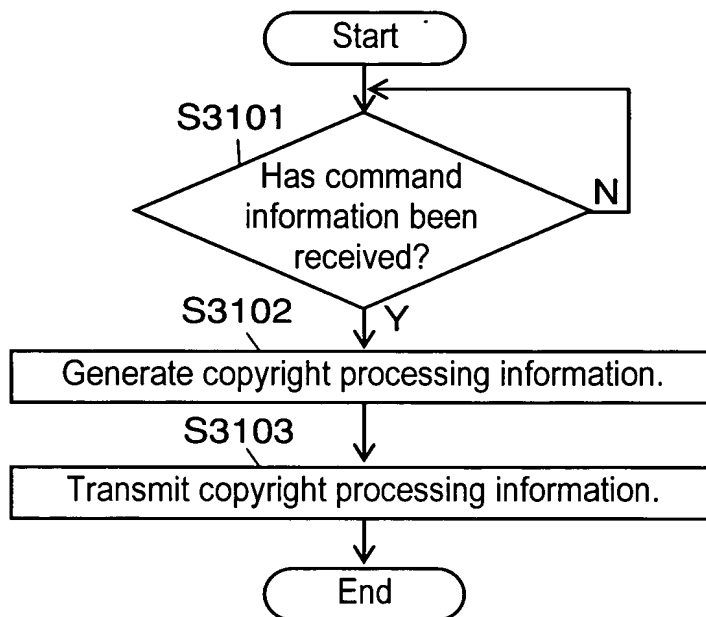 Start
S3101
Has command
information been
received?
N
Y
S3102
Generate copyright processing information.
S3103
Transmit copyright processing information.
End